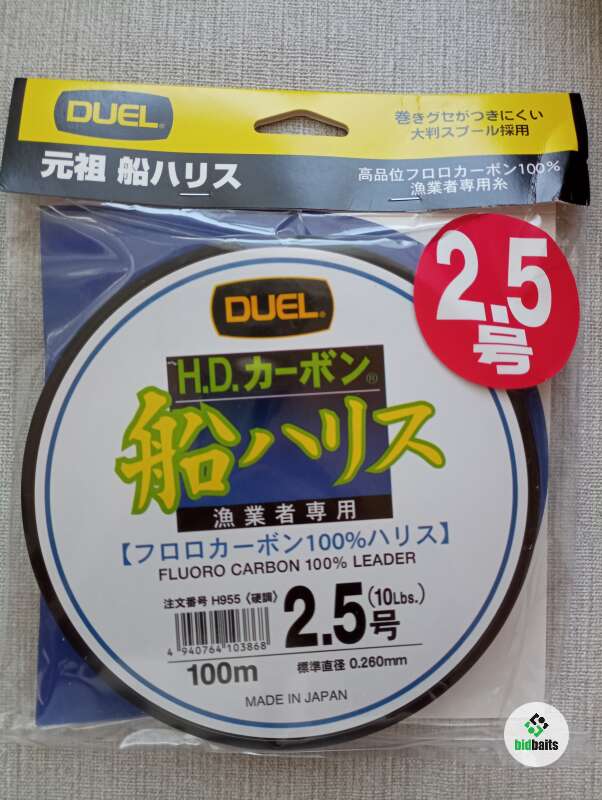 DUEL®
巻きグセがつきにくい
大判スプール採用
元祖 船ハリス
高品位フロロカーボン100%
漁業者専用糸
2.5
号
DUEL®
H.D.カーボン®
船ハリス
漁業者専用
【フロロカーボン100%ハリス】
FLUORO CARBON 100% LEADER
注文番号 H955〈硬調〉
2.5号 (10Lbs.)
4 940764 103868
100m
標準直径 0.260mm
MADE IN JAPAN
bidbaits